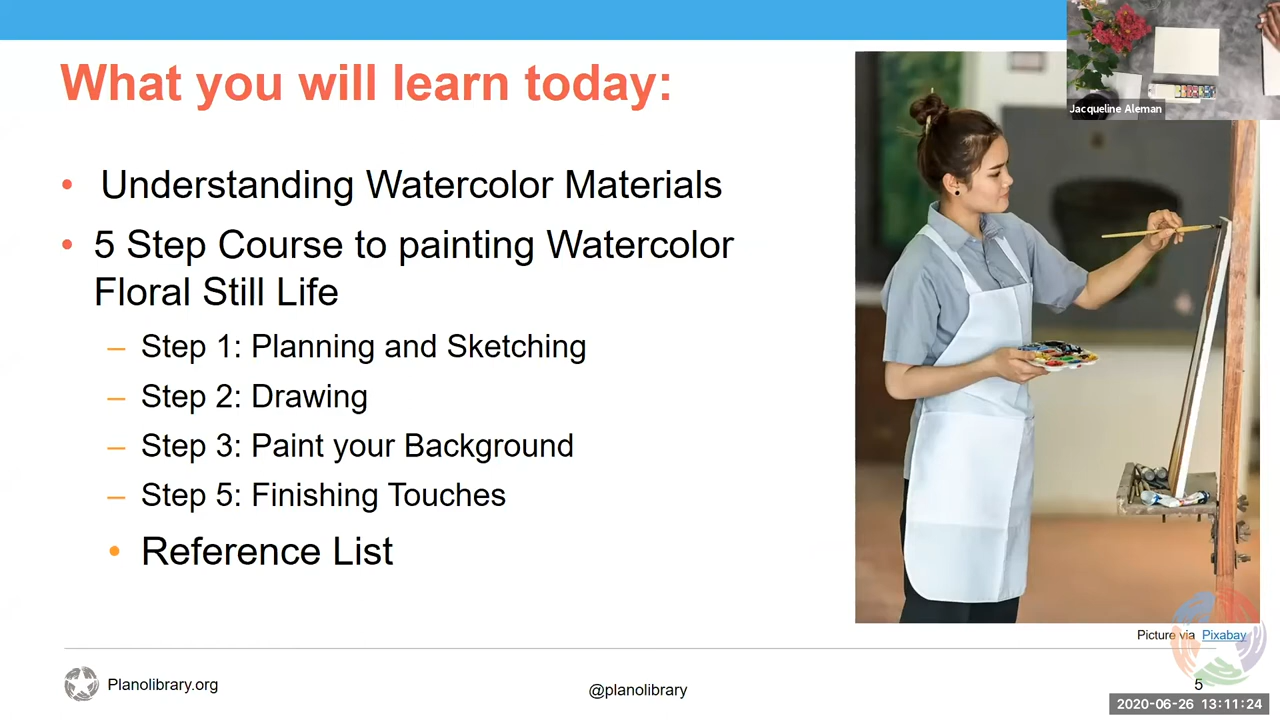 What you will learn today:
Jacqueline Aleman
• Understanding Watercolor Materials
• 5 Step Course to painting Watercolor
Floral Still Life
– Step 1: Planning and Sketching
– Step 2: Drawing
– Step 3: Paint your Background
– Step 5: Finishing Touches
• Reference List
Picture via Pixabay
Planolibrary.org
@planolibrary
5
2020-06-26 13:11:24